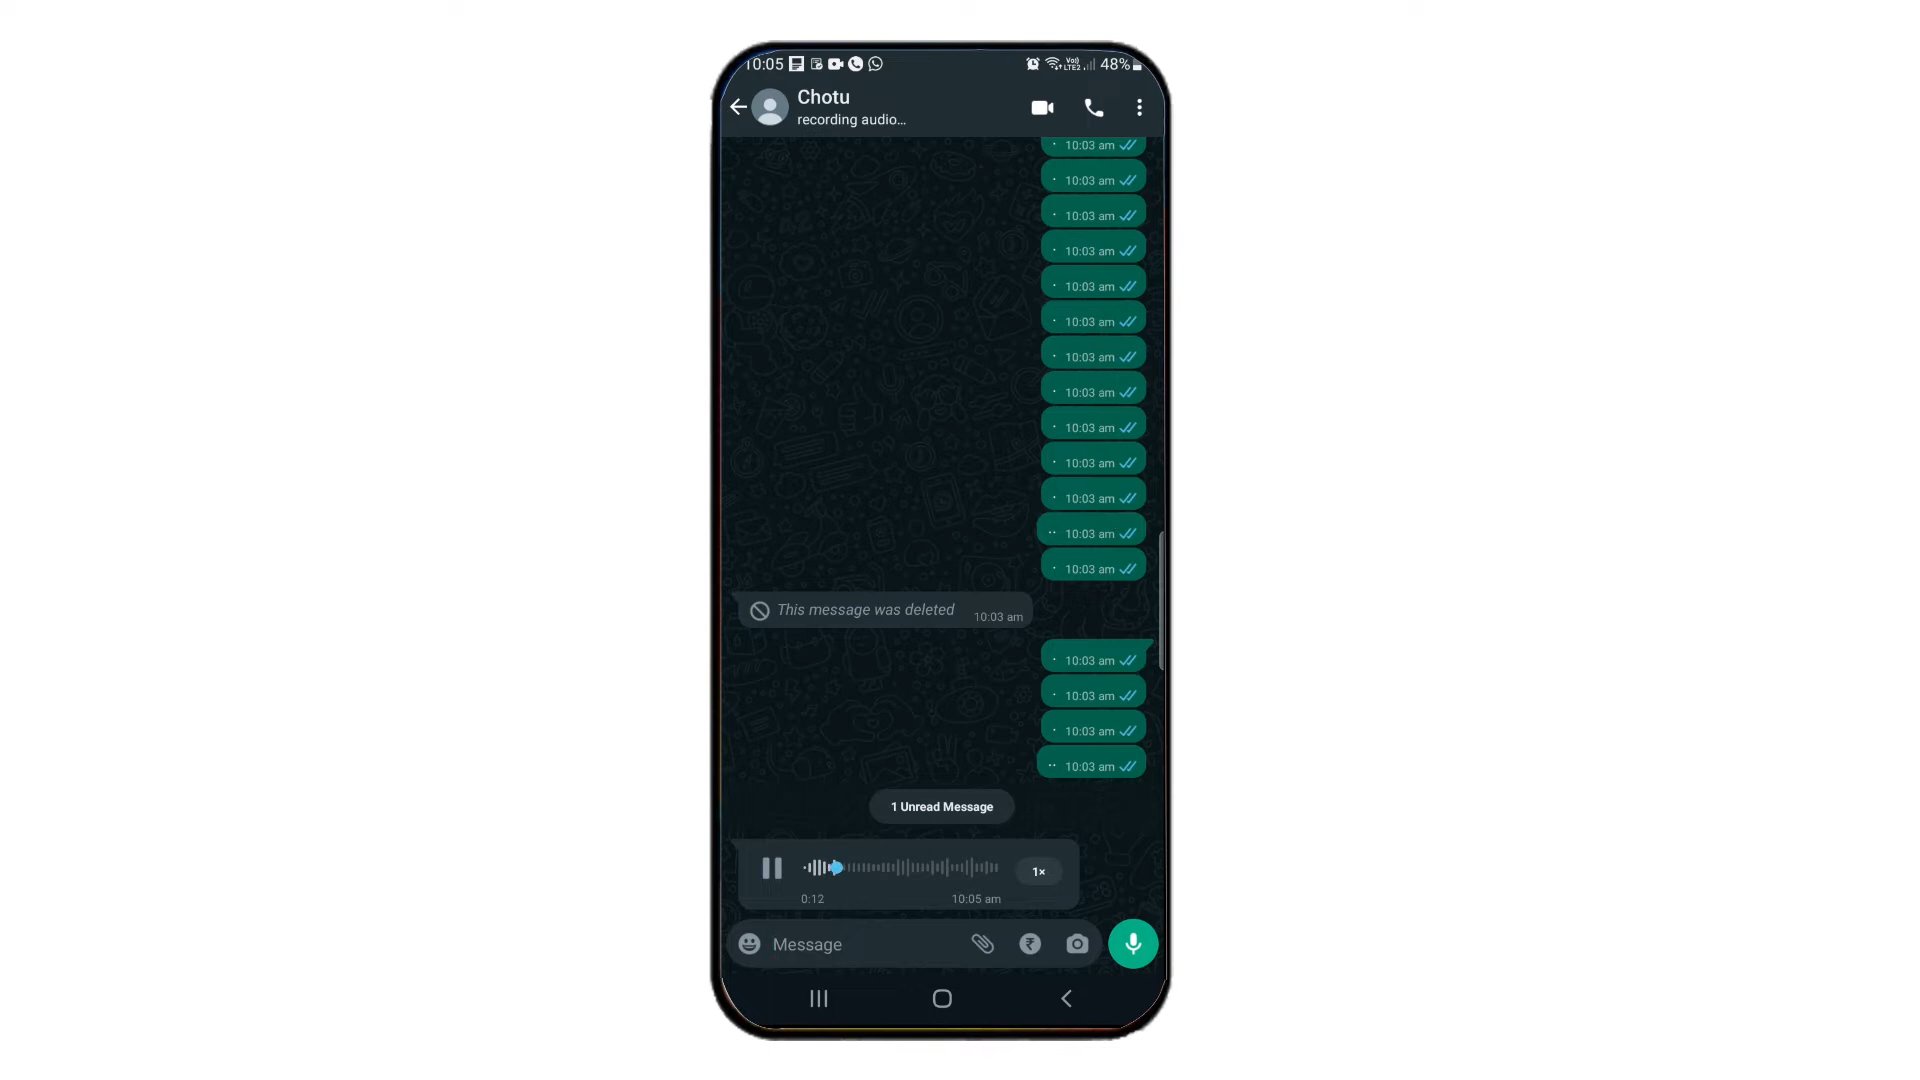 10:05 Vo)) LTE2 48%
Chotu
recording audio...
. 10:03 am
. 10:03 am
. 10:03 am
. 10:03 am
. 10:03 am
. 10:03 am
. 10:03 am
. 10:03 am
. 10:03 am
. 10:03 am
. 10:03 am
.. 10:03 am
. 10:03 am
This message was deleted 10:03 am
. 10:03 am
. 10:03 am
. 10:03 am
.. 10:03 am
1 Unread Message
1×
0:12 10:05 am
Message ₹